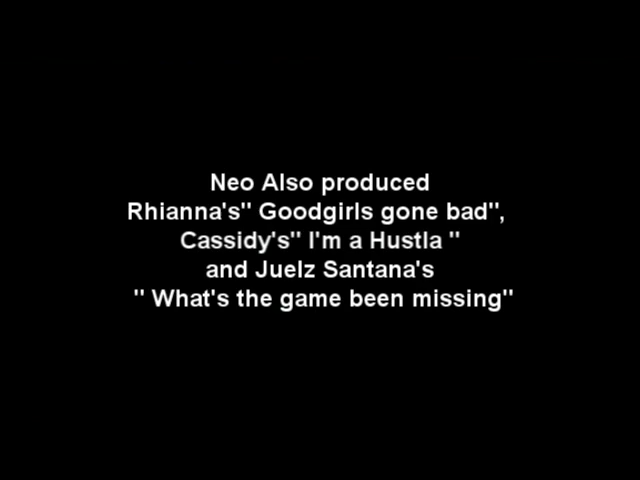 Neo Also produced
Rhianna's" Goodgirls gone bad",
Cassidy's" I'm a Hustla "
and Juelz Santana's
" What's the game been missing"